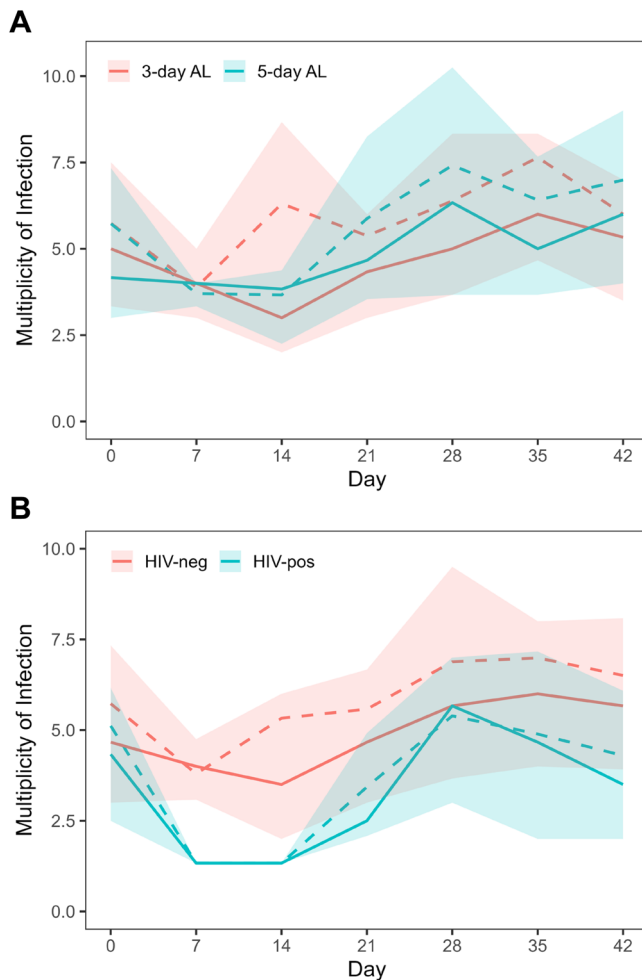 A
3-day AL 5-day AL
Multiplicity of Infection
10.0
7.5
5.0
2.5
0.0
0 7 14 21 28 35 42
Day
B
HIV-neg HIV-pos
Multiplicity of Infection
10.0
7.5
5.0
2.5
0.0
0 7 14 21 28 35 42
Day